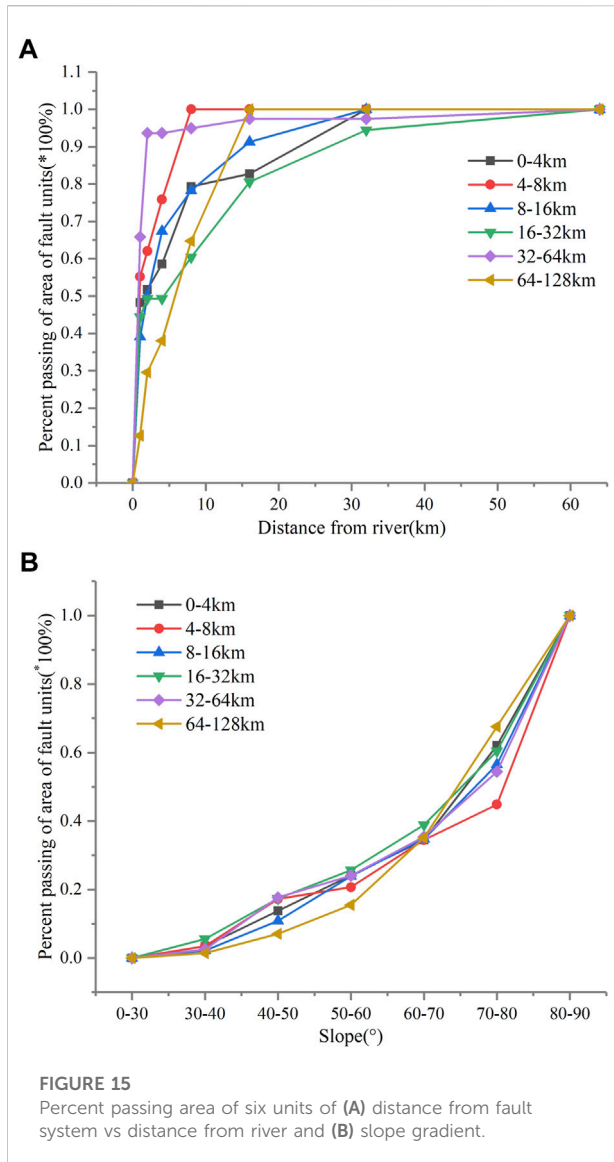 A
Percent passing of area of fault units(*100%)
1.1
1.0
0.9
0.8
0.7
0.6
0.5
0.4
0.3
0.2
0.1
0.0
0-4km
4-8km
8-16km
16-32km
32-64km
64-128km
0
10
20
30
40
50
60
Distance from river(km)
B
Percent passing of area of fault units(*100%)
1.0
0.8
0.6
0.4
0.2
0.0
0-4km
4-8km
8-16km
16-32km
32-64km
64-128km
0-30
30-40
40-50
50-60
60-70
70-80
80-90
Slope(°)
FIGURE 15
Percent passing area of six units of (A) distance from fault
system vs distance from river and (B) slope gradient.